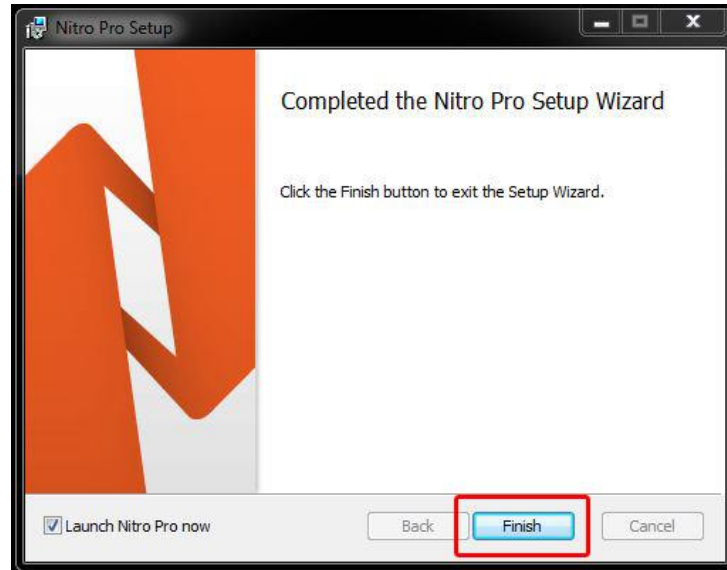 Nitro Pro Setup
Completed the Nitro Pro Setup Wizard
Click the Finish button to exit the Setup Wizard.
Launch Nitro Pro now
Back
Finish
Cancel